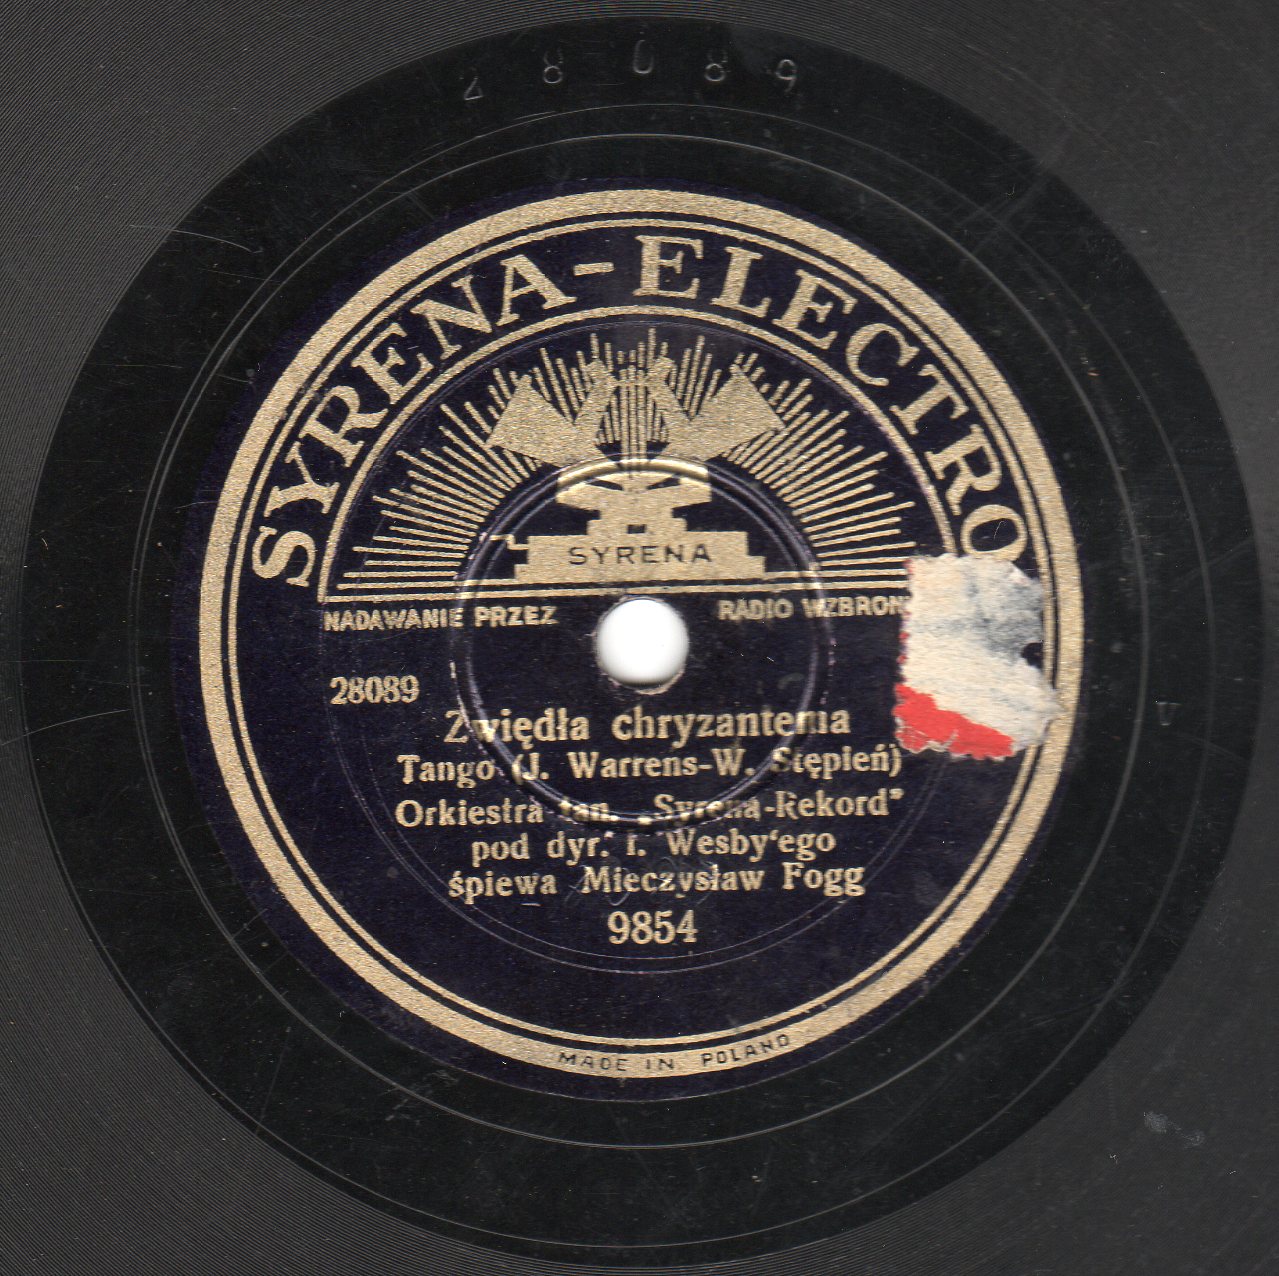 28089
SYRENA-ELECTRO
SYRENA
NADAWANIE PRZEZ RADIO WZBRON
28089
Zwiędła chryzantema
Tango (J. Warrens-W. Stępień)
Orkiestra tan. „Syrena-Rekord"
pod dyr. I. Wesby'ego
śpiewa Mieczysław Fogg
9854
MADE IN POLAND